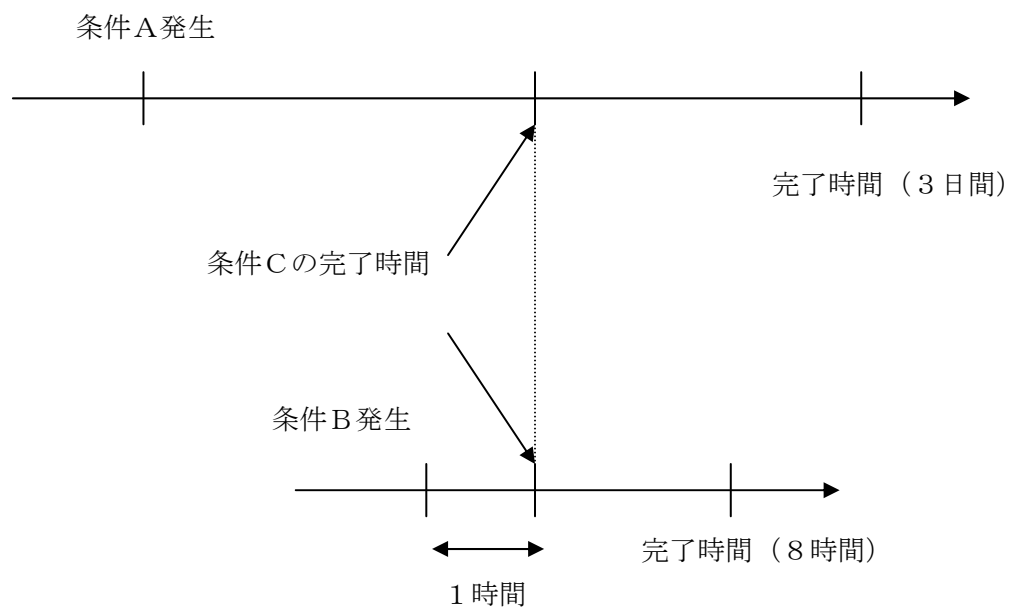 条件Ａ発生
完了時間（３日間）
条件Ｃの完了時間
条件Ｂ発生
完了時間（８時間）
１時間